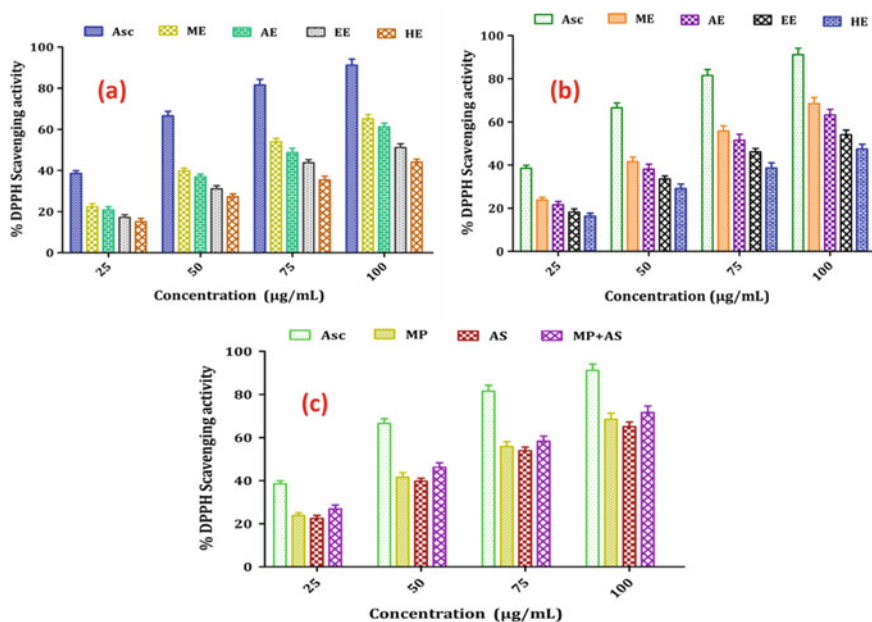 Asc ME AE EE HE
(a)
% DPPH Scavenging activity
100
80
60
40
20
0
25 50 75 100
Concentration (µg/mL)
Asc ME AE EE HE
(b)
% DPPH Scavenging activity
100
80
60
40
20
0
25 50 75 100
Concentration (µg/mL)
Asc MP AS MP+AS
(c)
% DPPH Scavenging activity
100
80
60
40
20
0
25 50 75 100
Concentration (µg/mL)